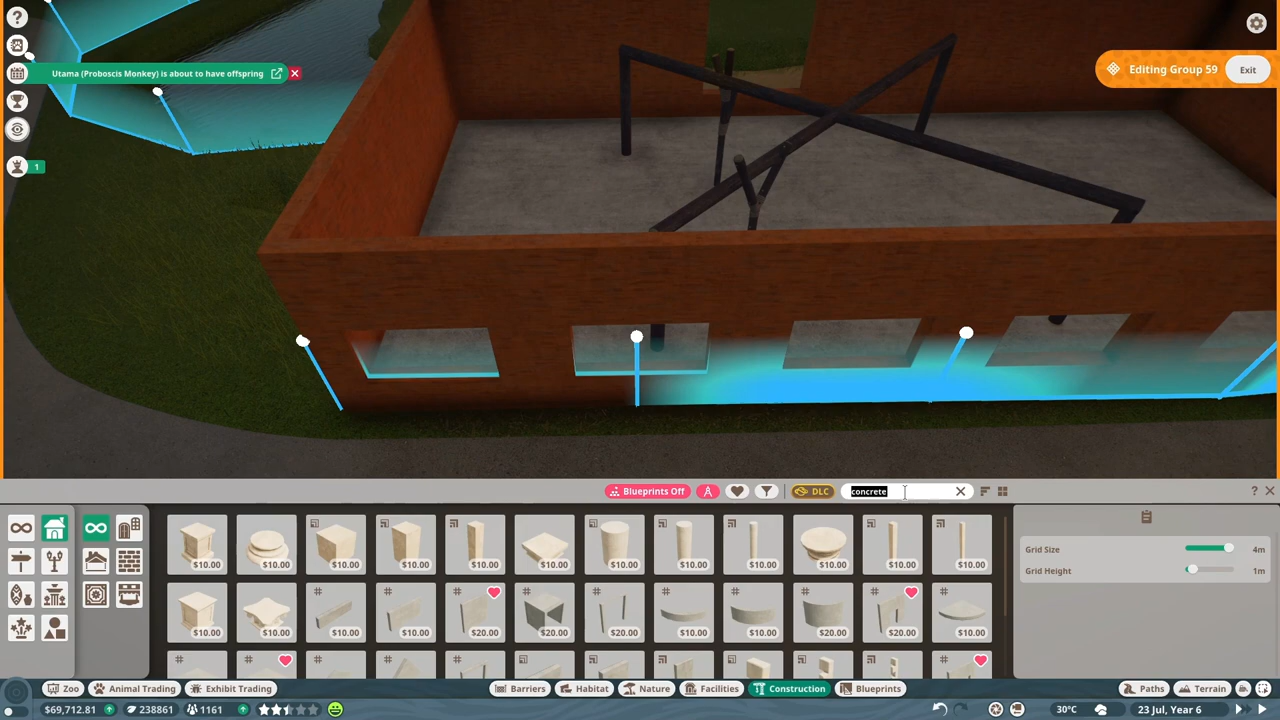 Utama (Proboscis Monkey) is about to have offspring
Editing Group 59
Exit
1
Blueprints Off
DLC
concrete
$10.00 $10.00 $10.00 $10.00 $10.00 $10.00 $10.00 $10.00 $10.00 $10.00 $10.00 $10.00
$10.00 $10.00 $10.00 $10.00 $20.00 $20.00 $20.00 $10.00 $10.00 $20.00 $20.00 $10.00
Grid Size 4m
Grid Height 1m
Zoo Animal Trading Exhibit Trading Barriers Habitat Nature Facilities Construction Blueprints Paths Terrain
$69,712.81 238861 1161 30°C 23 Jul, Year 6